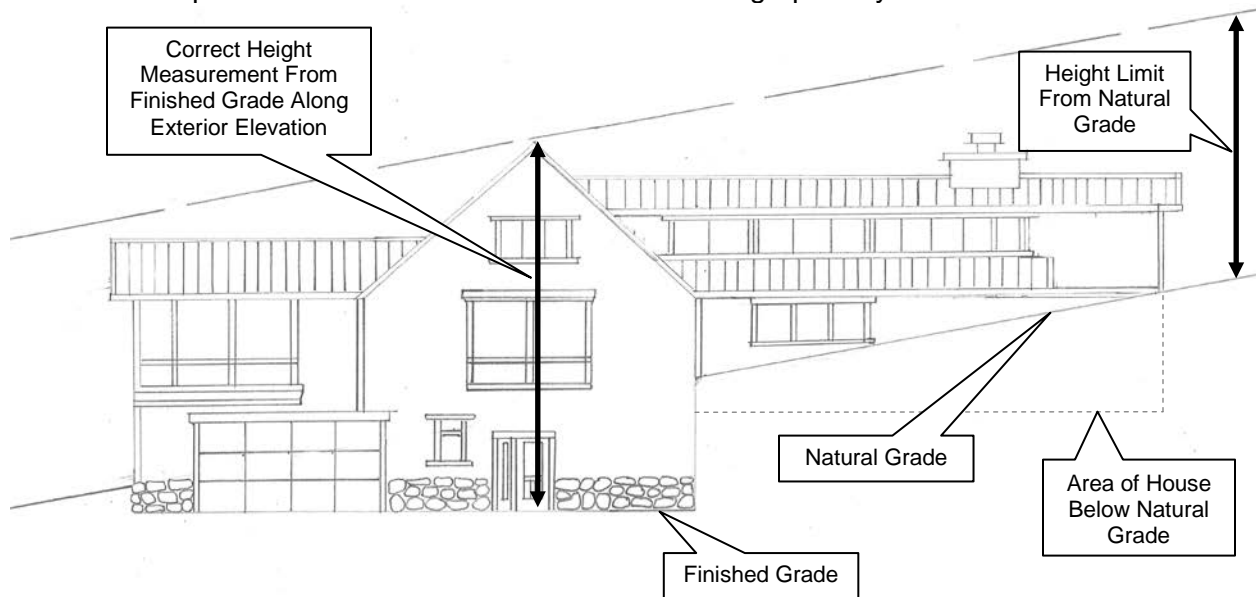 Correct Height
Measurement From
Finished Grade Along
Exterior Elevation
Height Limit
From Natural
Grade
Natural Grade
Area of House
Below Natural
Grade
Finished Grade